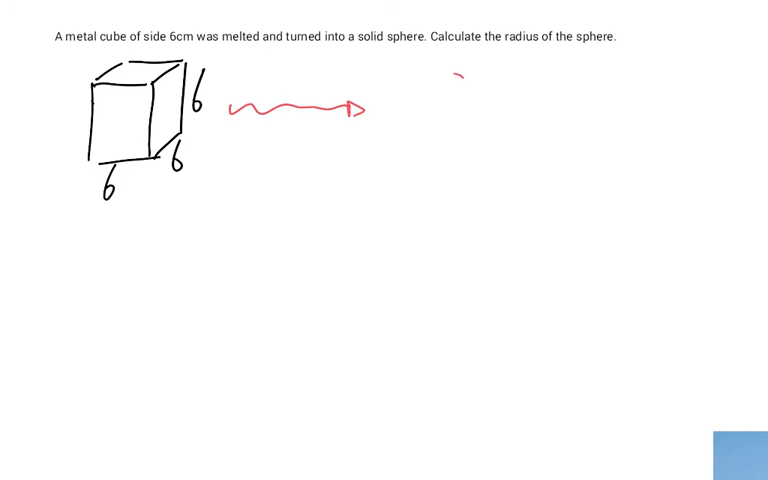 A metal cube of side 6cm was melted and turned into a solid sphere. Calculate the radius of the sphere.
6
6
6